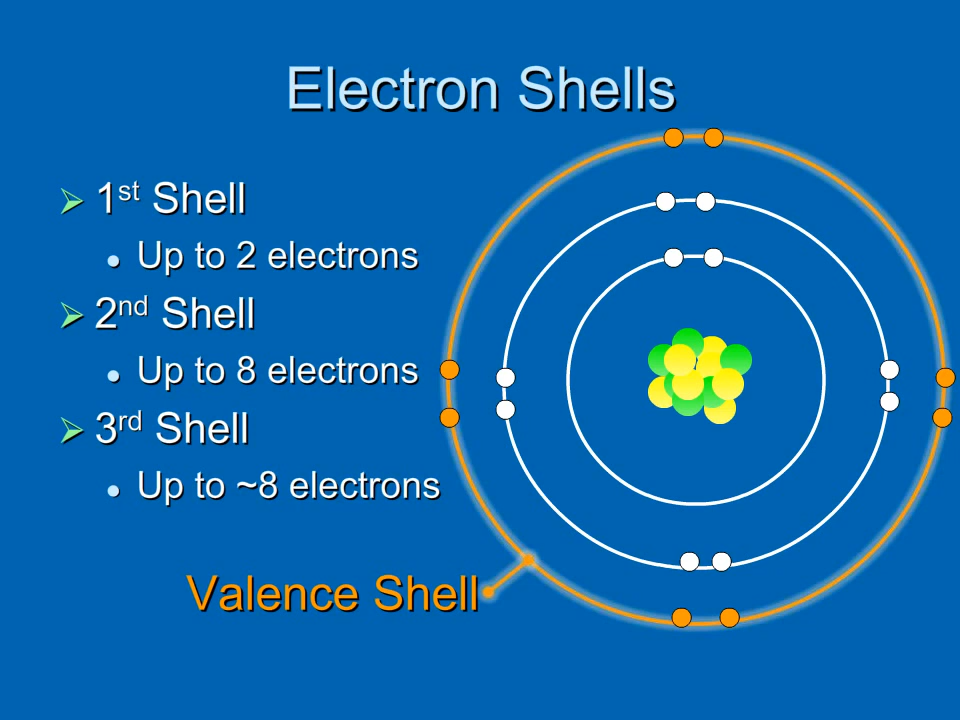 Electron Shells
1st Shell
Up to 2 electrons
2nd Shell
Up to 8 electrons
3rd Shell
Up to ~8 electrons
Valence Shell